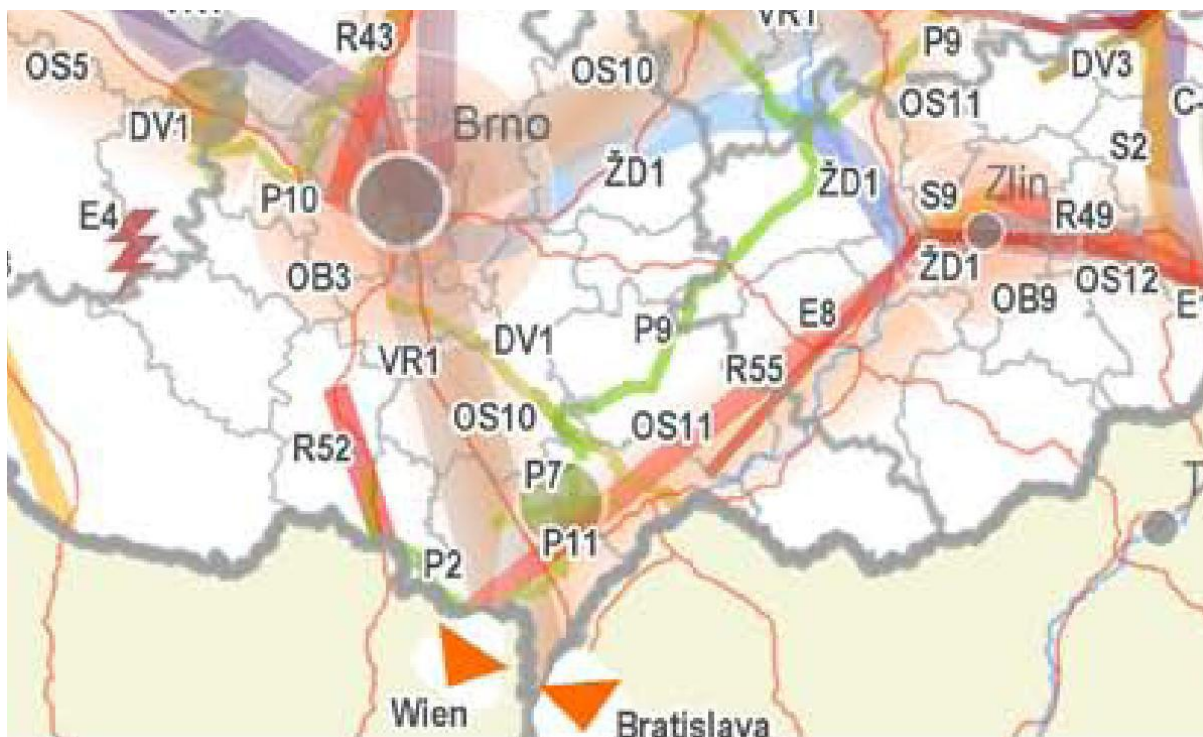 VR1
R43
P9
OS5
OS10
DV3
OS11
DV1
Brno
S2
ŽD1
ŽD1
P10
S9
Zlín
R49
E4
OB3
ŽD1
OS12
OB9
E
P9
E8
DV1
VR1
R55
OS10
OS11
R52
P7
P11
P2
Wien
Bratislava